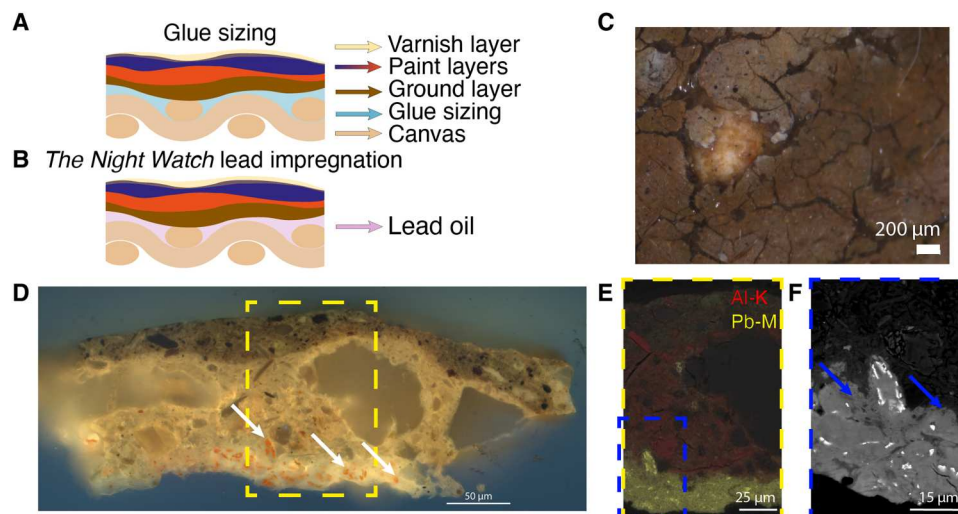 A
Glue sizing
Varnish layer
Paint layers
Ground layer
Glue sizing
Canvas
B
The Night Watch lead impregnation
Lead oil
C
200 µm
D
50 µm
E
Al-K
Pb-M
25 µm
F
15 µm